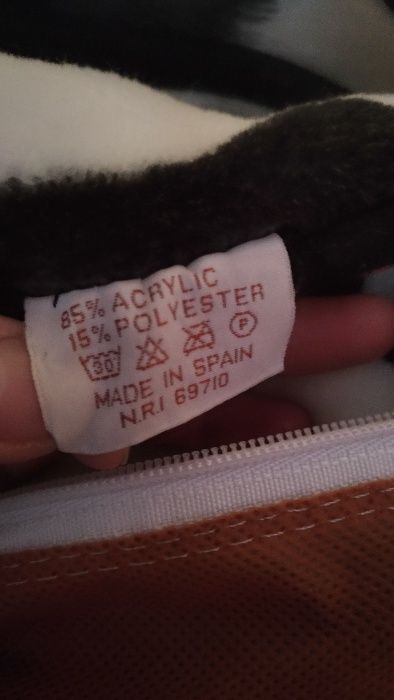 85% ACRYLIC
15% POLYESTER
30 P
MADE IN SPAIN
N.R.I 69710